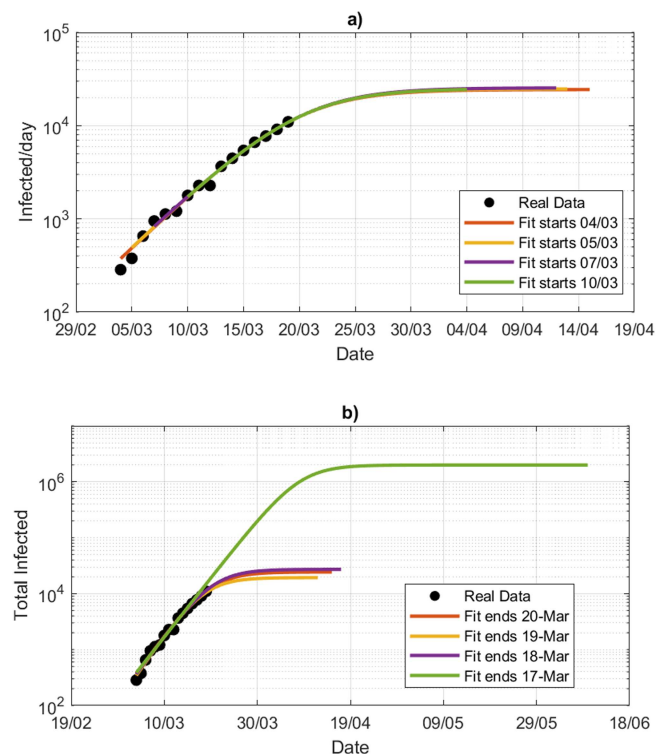 a)
10^5
10^4
10^3
10^2
Infected/day
Real Data
Fit starts 04/03
Fit starts 05/03
Fit starts 07/03
Fit starts 10/03
29/02 05/03 10/03 15/03 20/03 25/03 30/03 04/04 09/04 14/04 19/04
Date
b)
10^6
10^4
10^2
Total Infected
Real Data
Fit ends 20-Mar
Fit ends 19-Mar
Fit ends 18-Mar
Fit ends 17-Mar
19/02 10/03 30/03 19/04 09/05 29/05 18/06
Date